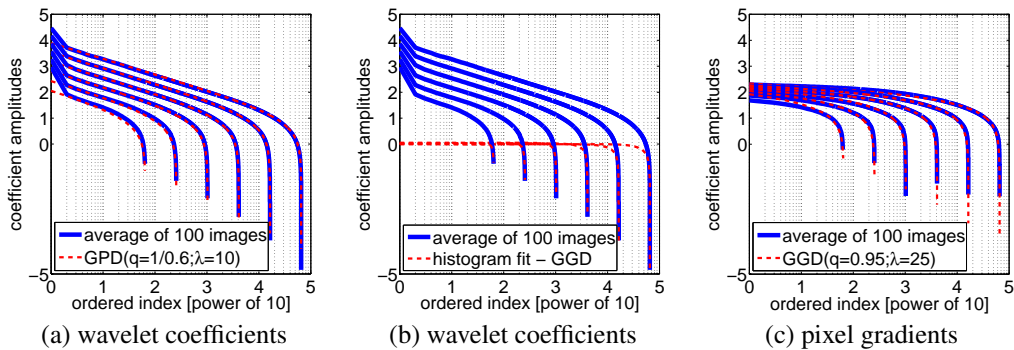 5
4
3
2
1
0
−5
coefficient amplitudes
average of 100 images
GPD(q=1/0.6;λ=10)
0 1 2 3 4 5
ordered index [power of 10]
(a) wavelet coefficients
5
4
3
2
1
0
−5
coefficient amplitudes
average of 100 images
histogram fit − GGD
0 1 2 3 4 5
ordered index [power of 10]
(b) wavelet coefficients
5
4
3
2
1
0
−5
coefficient amplitudes
average of 100 images
GGD(q=0.95;λ=25)
0 1 2 3 4 5
ordered index [power of 10]
(c) pixel gradients